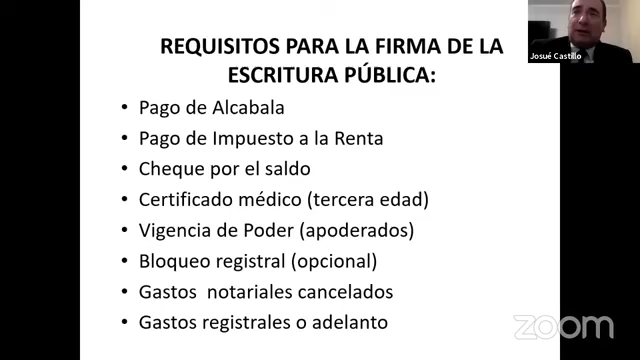 REQUISITOS PARA LA FIRMA DE LA
ESCRITURA PÚBLICA:
• Pago de Alcabala
• Pago de Impuesto a la Renta
• Cheque por el saldo
• Certificado médico (tercera edad)
• Vigencia de Poder (apoderados)
• Bloqueo registral (opcional)
• Gastos  notariales cancelados
• Gastos registrales o adelanto
Josué Castillo
zoom